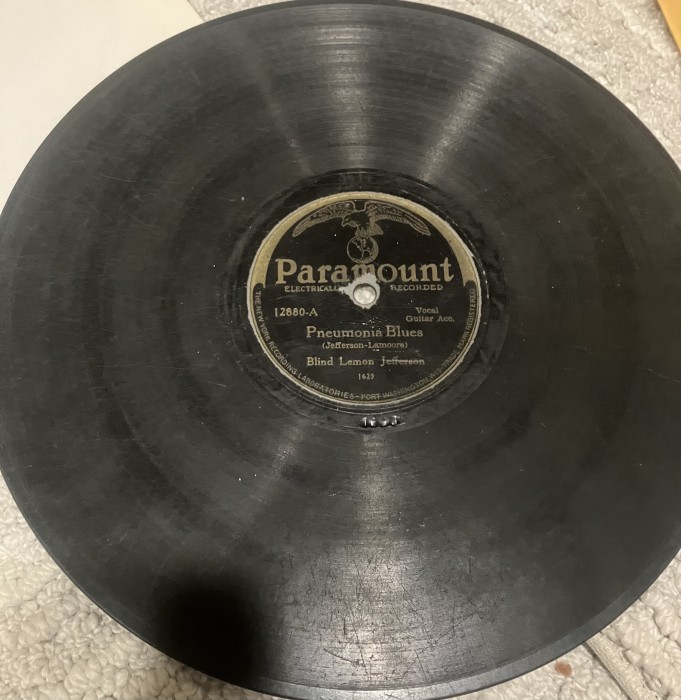 Paramount
ELECTRICALLY RECORDED
12880-A
Vocal
Guitar Acc.
Pneumonia Blues
(Jefferson-Lamoore)
Blind Lemon Jefferson
THE NEW YORK RECORDING LABORATORIES-PORT WASHINGTON, WIS.